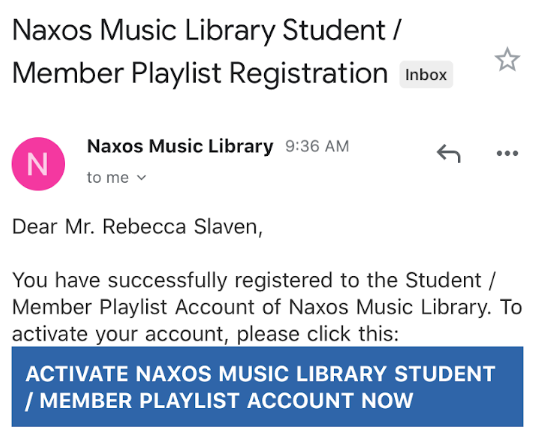 Naxos Music Library Student /
Member Playlist Registration Inbox
N
Naxos Music Library 9:36 AM
to me
Dear Mr. Rebecca Slaven,
You have successfully registered to the Student /
Member Playlist Account of Naxos Music Library. To
activate your account, please click this:
ACTIVATE NAXOS MUSIC LIBRARY STUDENT
/ MEMBER PLAYLIST ACCOUNT NOW